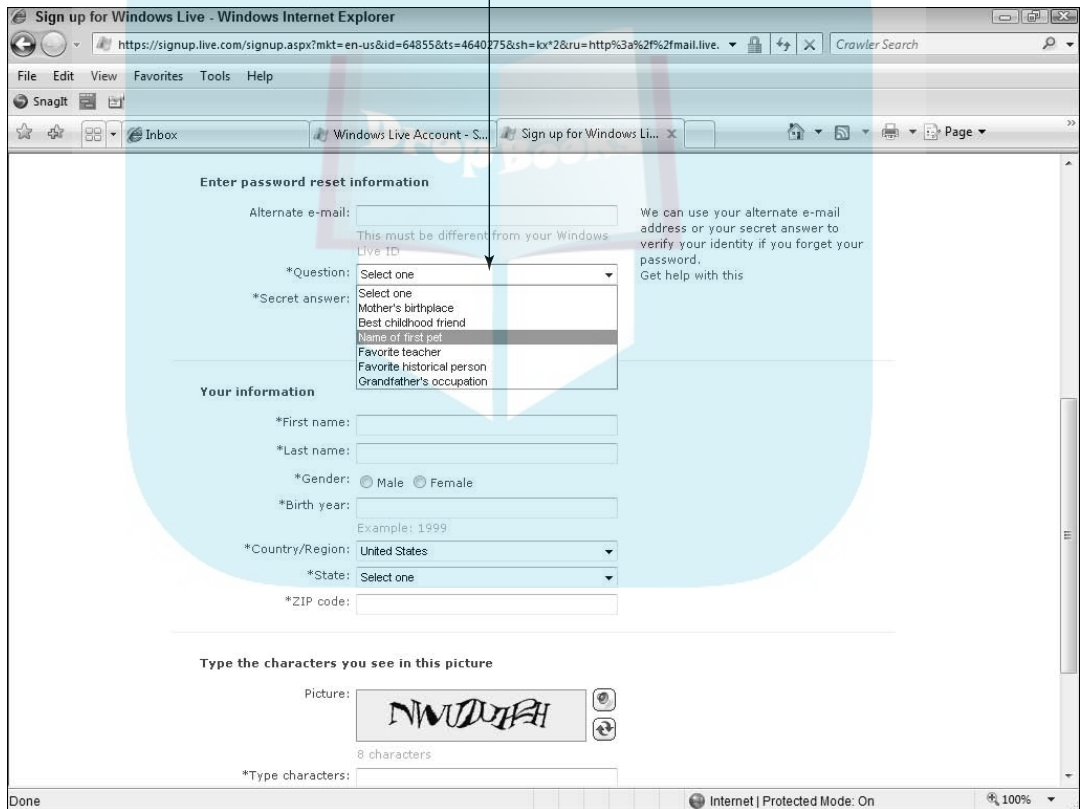 Sign up for Windows Live - Windows Internet Explorer
https://signup.live.com/signup.aspx?mkt=en-us&id=64855&ts=4640275&sh=kx*2&ru=http%3a%2f%2fmail.live.
Crawler Search
File Edit View Favorites Tools Help
SnagIt
Inbox
Windows Live Account - S...
Sign up for Windows Li...
Page
DropBooks
Enter password reset information
Alternate e-mail:
This must be different from your Windows
Live ID
We can use your alternate e-mail
address or your secret answer to
verify your identity if you forget your
password.
Get help with this
*Question: Select one
*Secret answer:
Select one
Mother's birthplace
Best childhood friend
Name of first pet
Favorite teacher
Favorite historical person
Grandfather's occupation
Your information
*First name:
*Last name:
*Gender: Male Female
*Birth year:
Example: 1999
*Country/Region: United States
*State: Select one
*ZIP code:
Type the characters you see in this picture
Picture:
8 characters
*Type characters:
Done
Internet | Protected Mode: On
100%